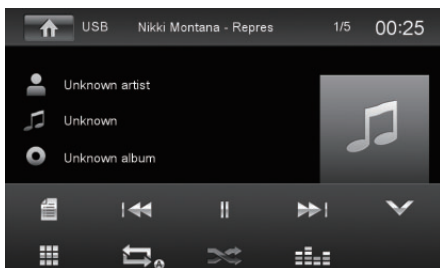 USB Nikki Montana - Repres 1/5 00:25
Unknown artist
Unknown
Unknown album